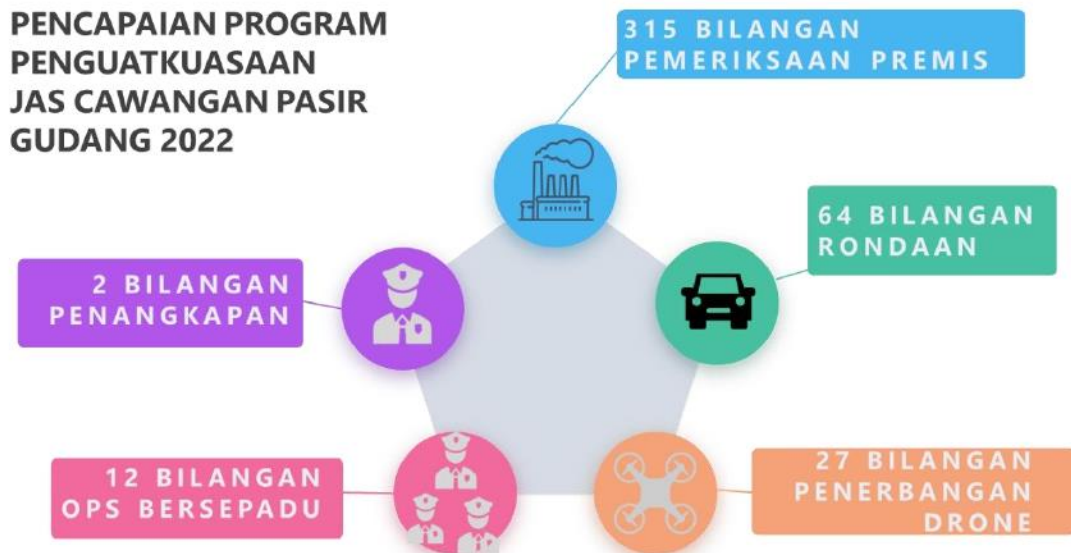 PENCAPAIAN PROGRAM
PENGUATKUASAAN
JAS CAWANGAN PASIR
GUDANG 2022
315 BILANGAN
PEMERIKSAAN PREMIS
64 BILANGAN
RONDAAN
2 BILANGAN
PENANGKAPAN
12 BILANGAN
OPS BERSEPADU
27 BILANGAN
PENERBANGAN
DRONE